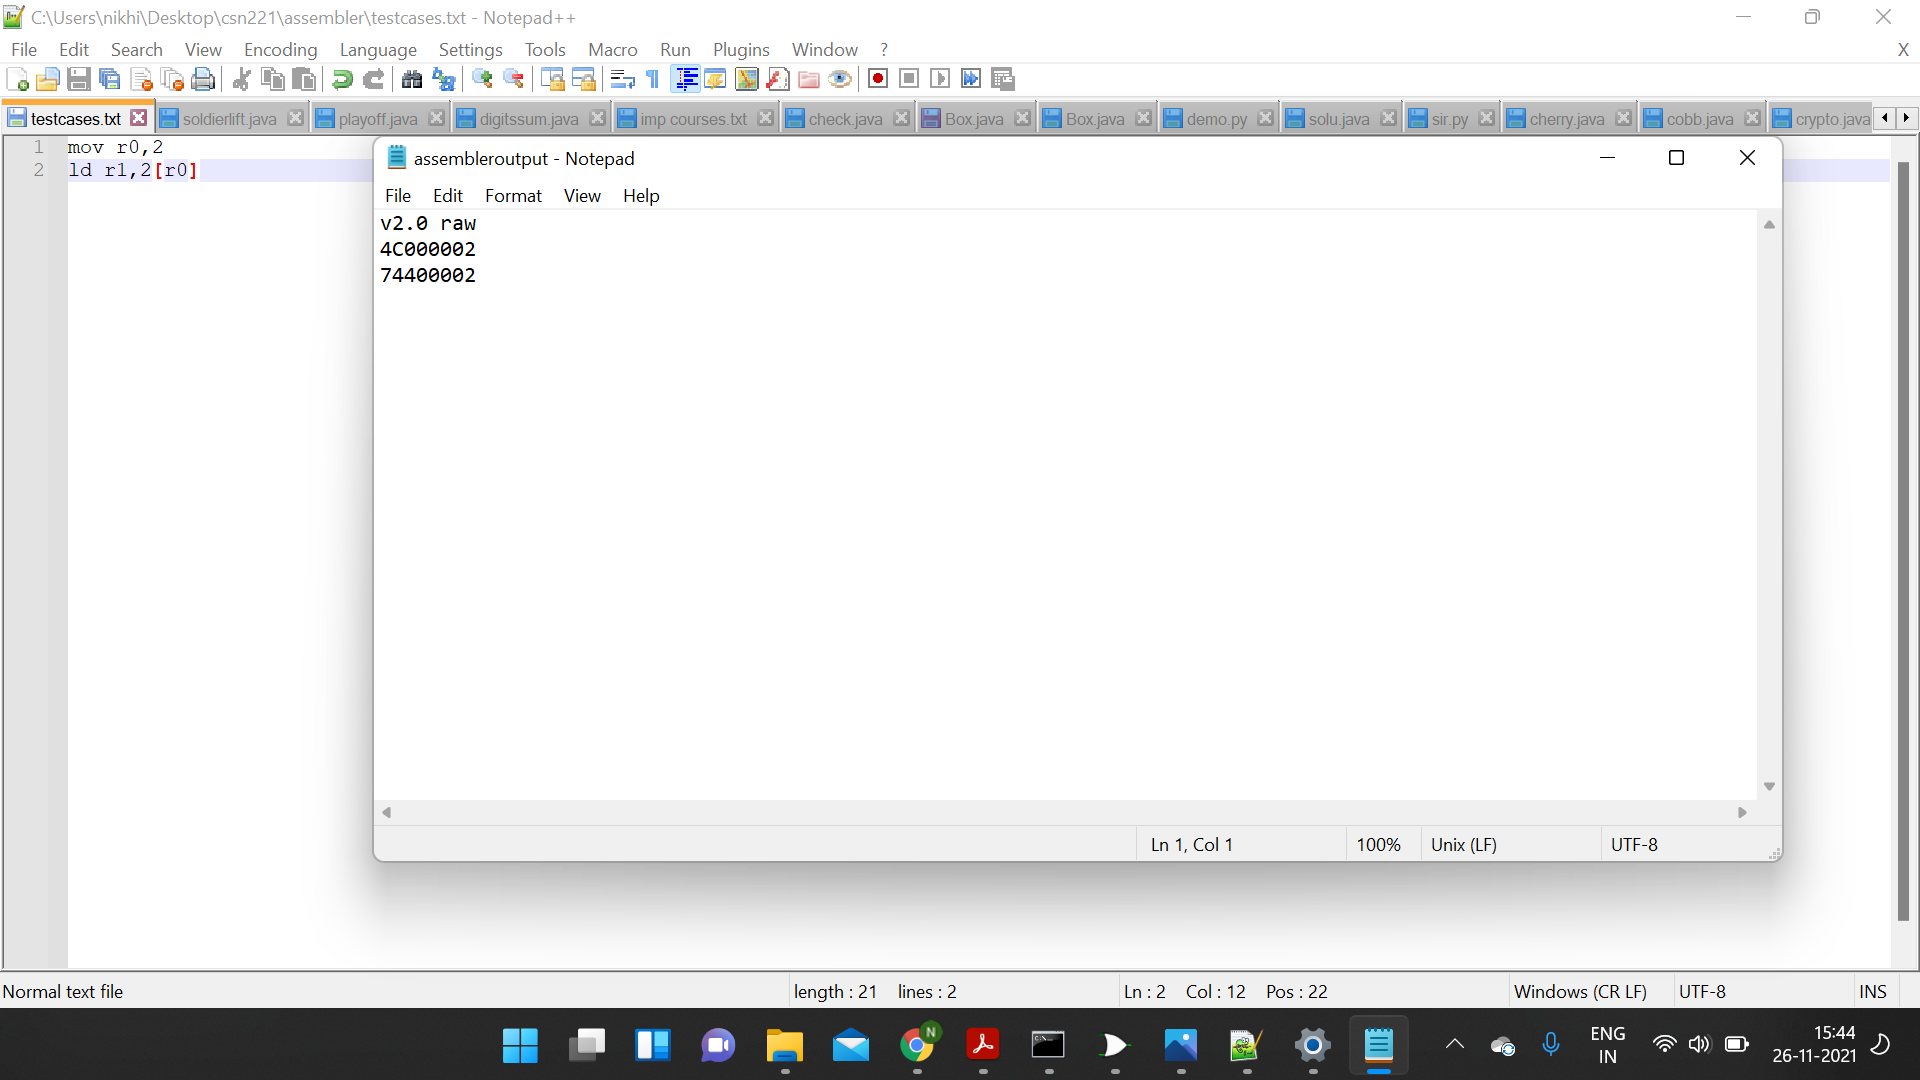 C:\Users\nikhi\Desktop\csn221\assembler\testcases.txt - Notepad++
File Edit Search View Encoding Language Settings Tools Macro Run Plugins Window ? X
testcases.txt soldierlift.java playoff.java digitssum.java imp courses.txt check.java Box.java Box.java demo.py solu.java sir.py cherry.java cobb.java crypto.java
1 mov r0,2
2 ld r1,2[r0]
assembleroutput - Notepad
File Edit Format View Help
v2.0 raw
4C000002
74400002
Ln 1, Col 1 100% Unix (LF) UTF-8
Normal text file length : 21 lines : 2 Ln : 2 Col : 12 Pos : 22 Windows (CR LF) UTF-8 INS
N
ENG
IN
15:44
26-11-2021